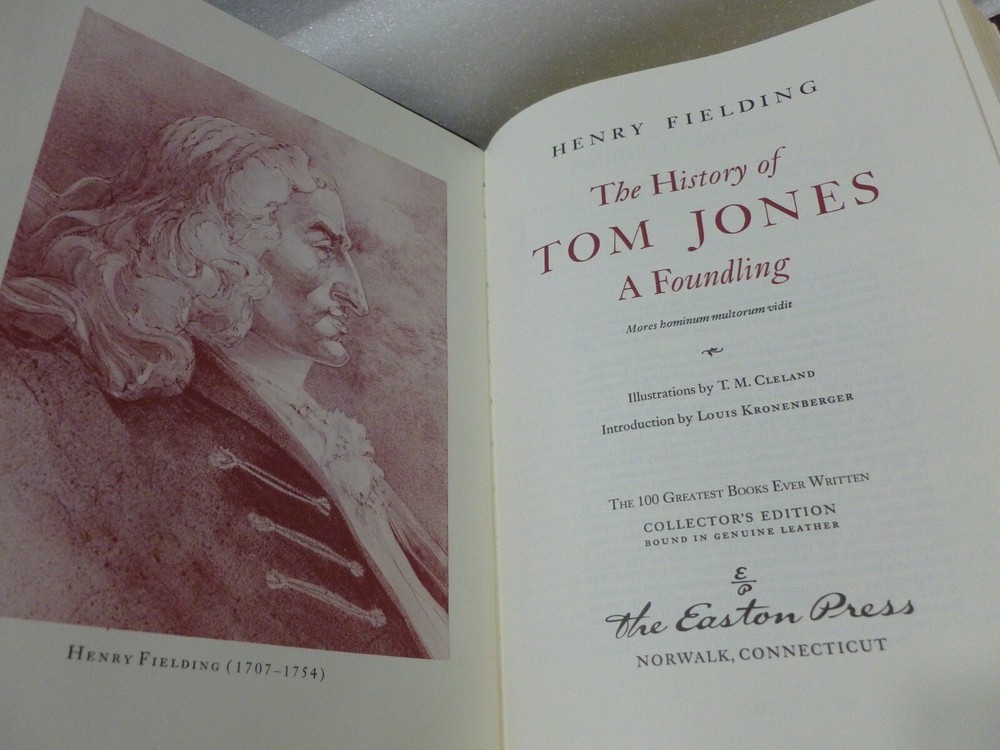 HENRY FIELDING (1707–1754)
HENRY FIELDING
The History of
TOM JONES
A Foundling
Mores hominum multorum vidit
Illustrations by T. M. CLELAND
Introduction by LOUIS KRONENBERGER
THE 100 GREATEST BOOKS EVER WRITTEN
COLLECTOR'S EDITION
BOUND IN GENUINE LEATHER
EP
The Easton Press
NORWALK, CONNECTICUT